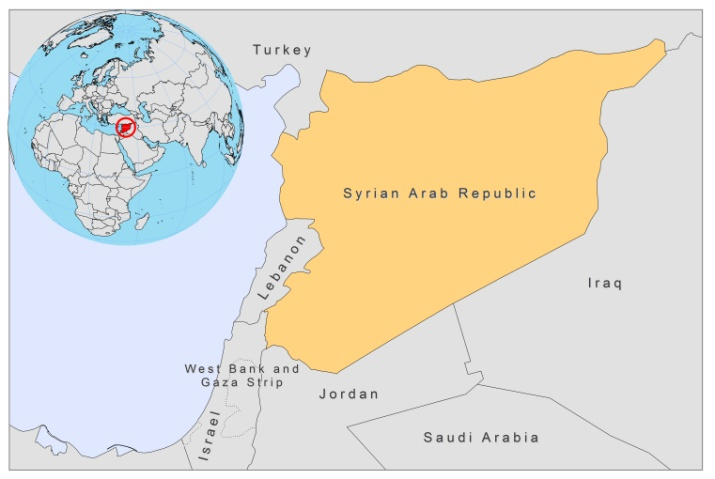 Turkey
Syrian Arab Republic
Lebanon
Iraq
West Bank and
Gaza Strip
Jordan
Israel
Saudi Arabia